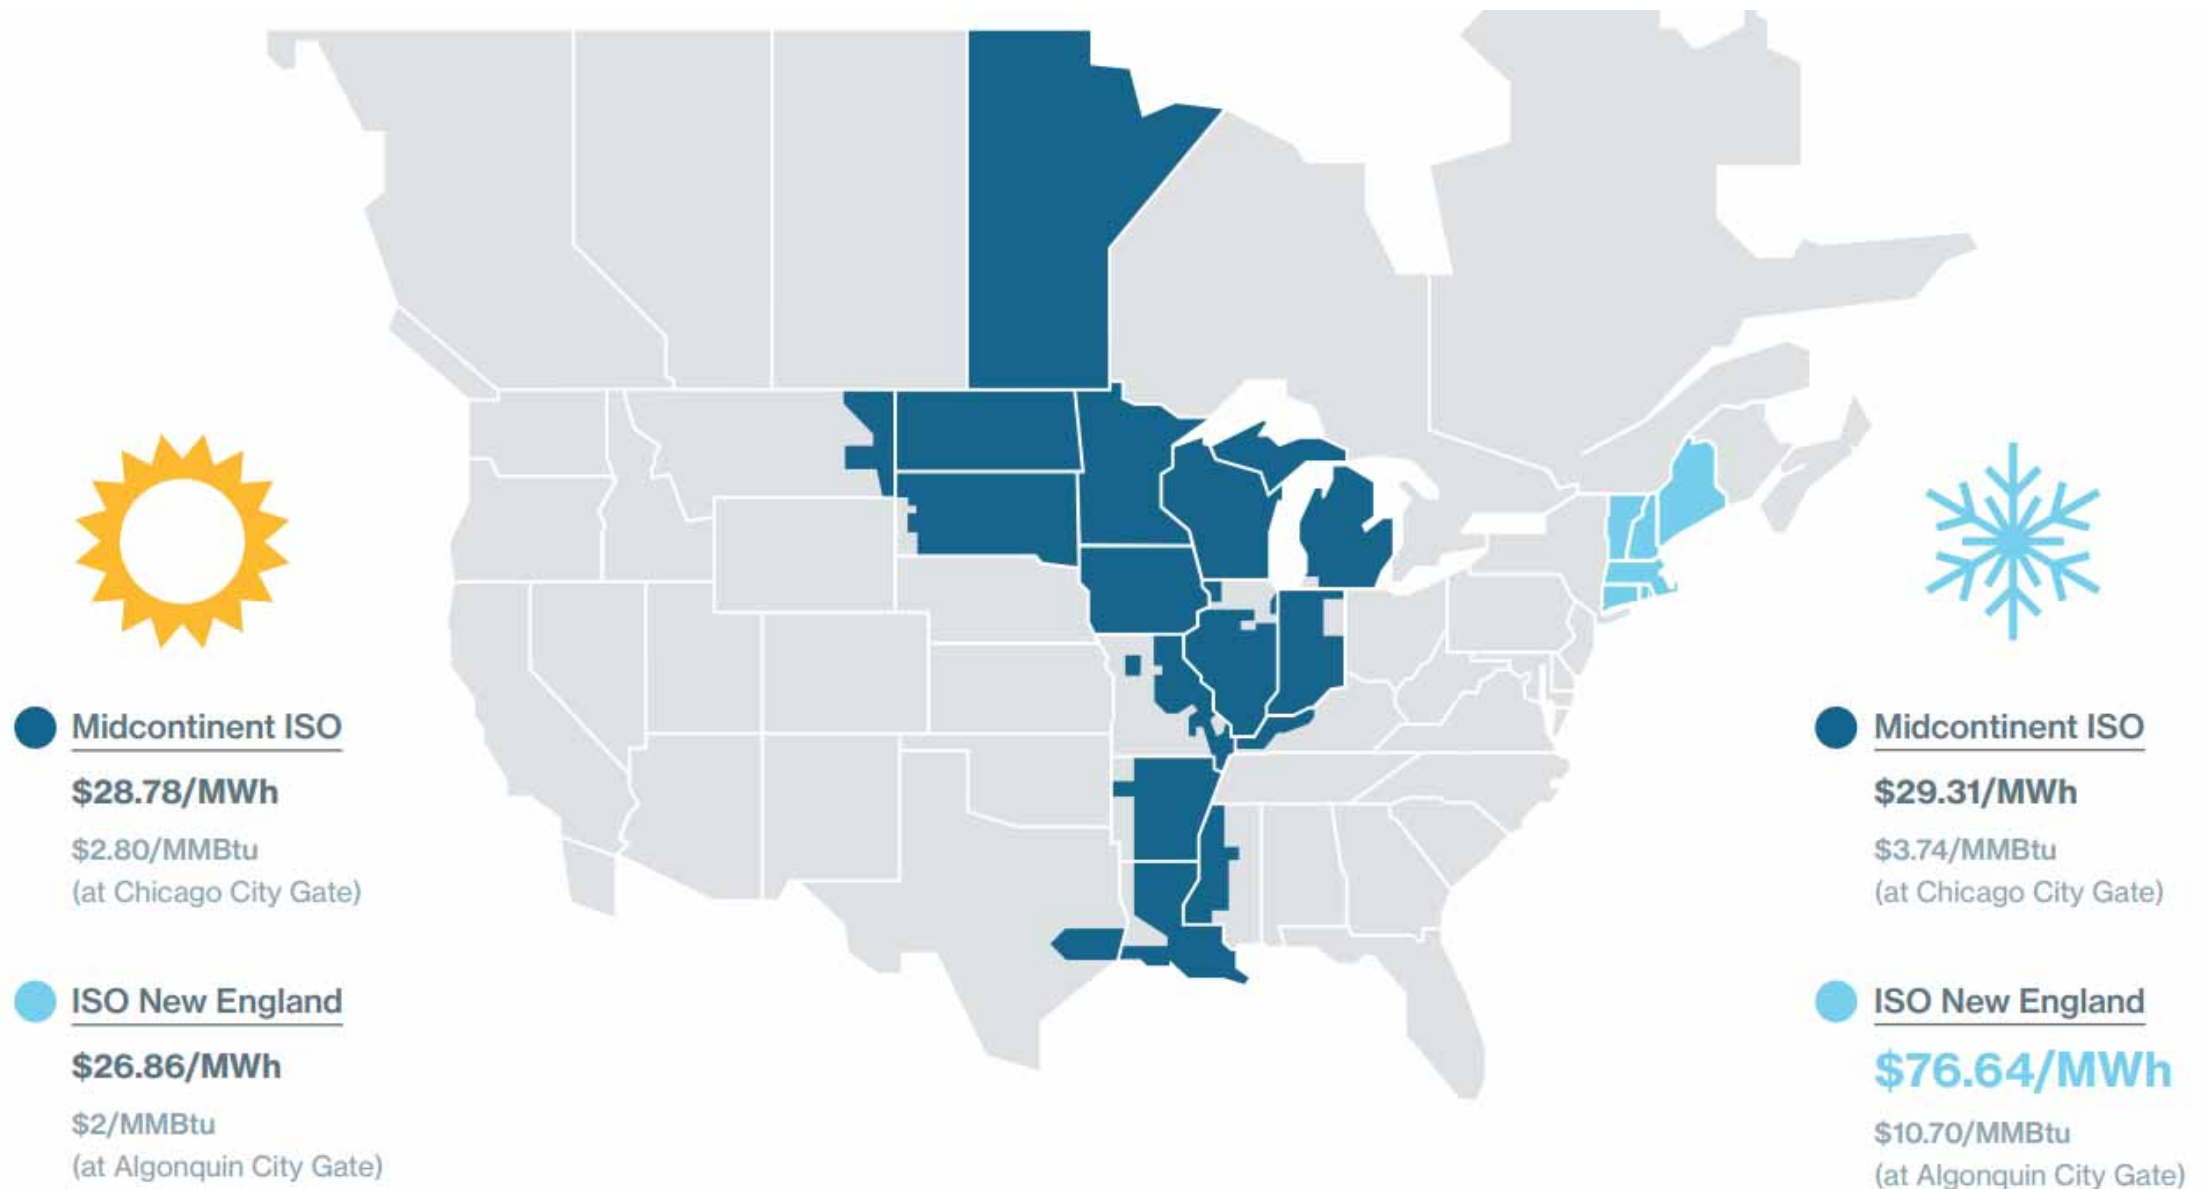 Midcontinent ISO
$28.78/MWh
$2.80/MMBtu
(at Chicago City Gate)
ISO New England
$26.86/MWh
$2/MMBtu
(at Algonquin City Gate)
Midcontinent ISO
$29.31/MWh
$3.74/MMBtu
(at Chicago City Gate)
ISO New England
$76.64/MWh
$10.70/MMBtu
(at Algonquin City Gate)